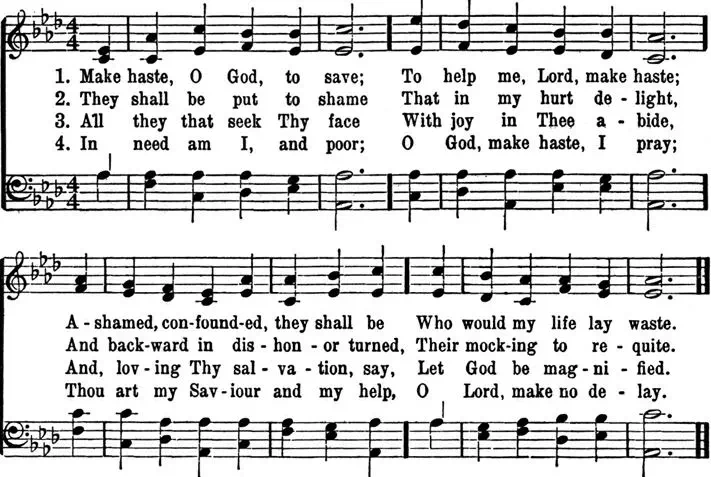 4
4
1. Make haste, O God, to save; To help me, Lord, make haste;
2. They shall be put to shame That in my hurt de - light,
3. All they that seek Thy face With joy in Thee a - bide,
4. In need am I, and poor; O God, make haste, I pray;
4
4
A - shamed, con-found-ed, they shall be Who would my life lay waste.
And back-ward in dis - hon - or turned, Their mock-ing to re - quite.
And, lov - ing Thy sal - va - tion, say, Let God be mag - ni - fied.
Thou art my Sav - iour and my help, O Lord, make no de - lay.